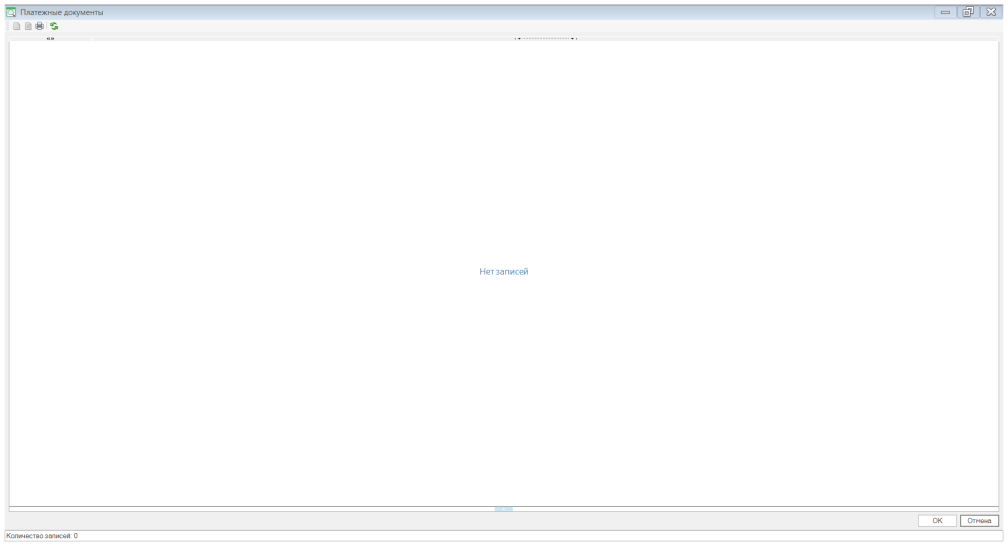 Платежные документы
Нет записей
OK Отмена
Количество записей: 0